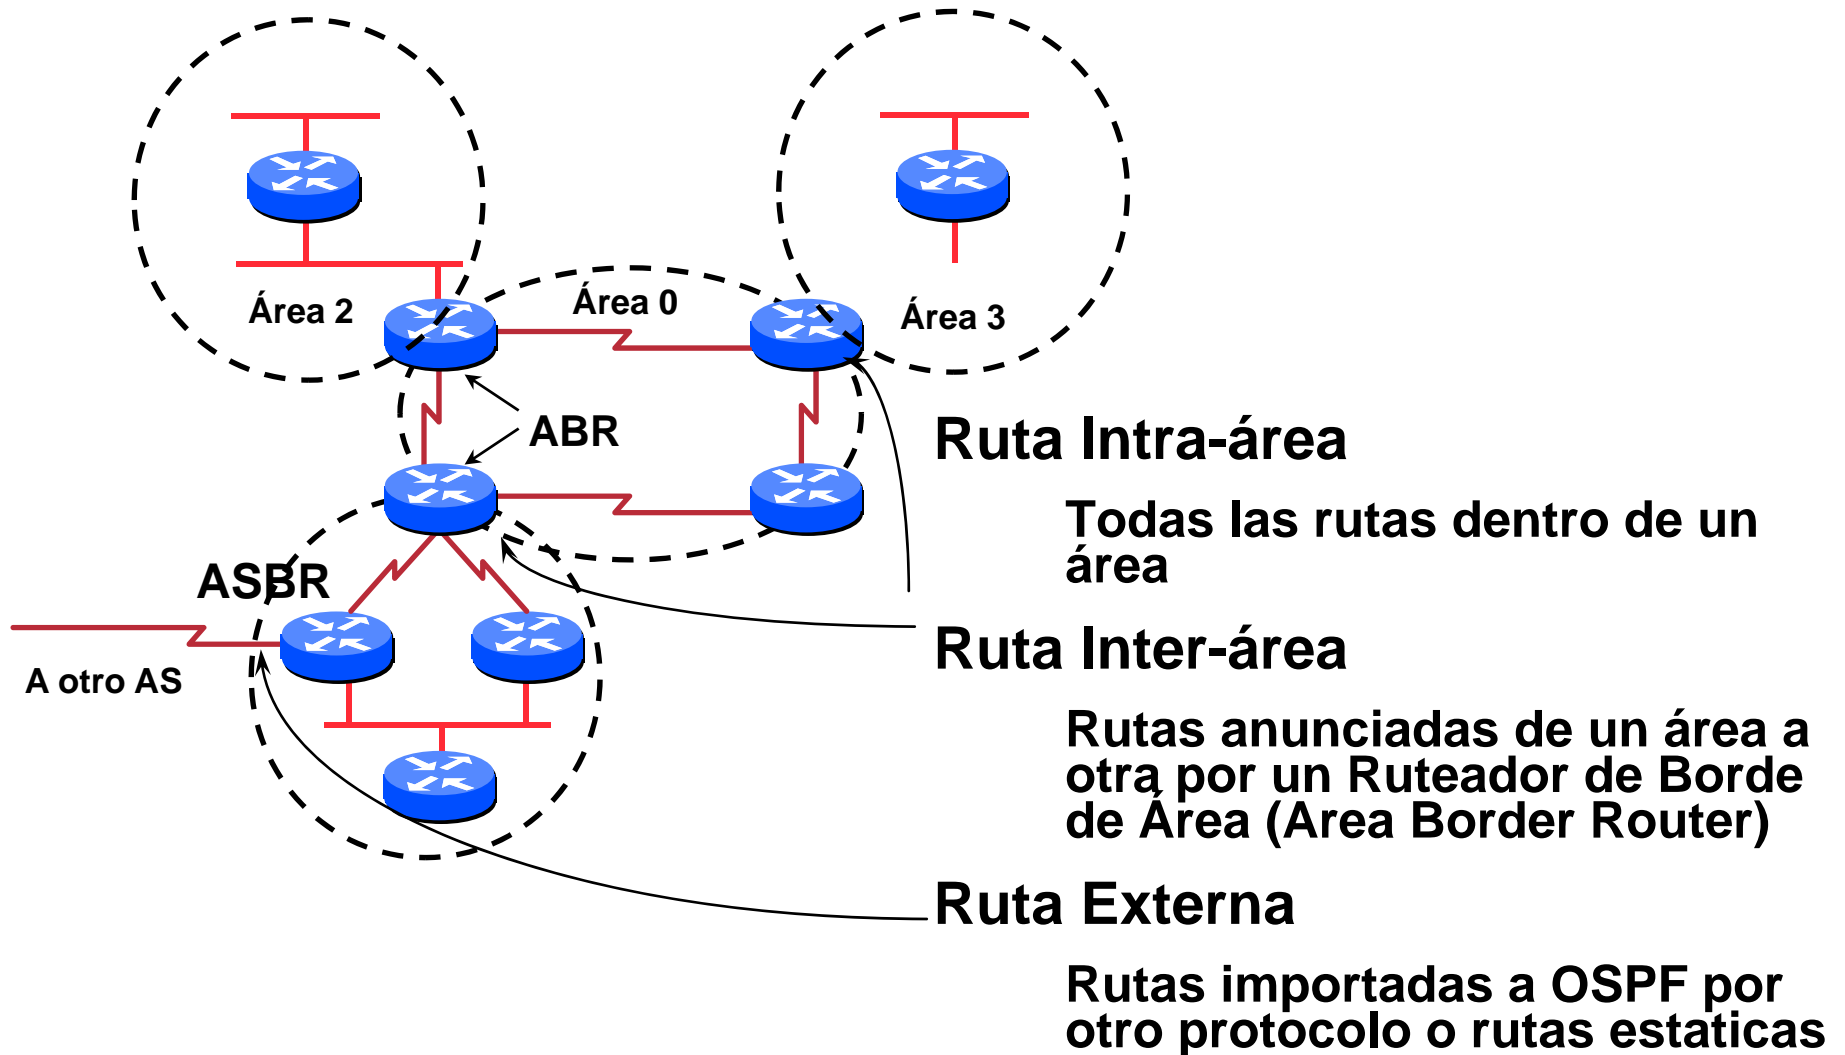 Área 2
Área 0
Área 3
ABR
ASBR
A otro AS
Ruta Intra-área
Todas las rutas dentro de un
área
Ruta Inter-área
Rutas anunciadas de un área a
otra por un Ruteador de Borde
de Área (Area Border Router)
Ruta Externa
Rutas importadas a OSPF por
otro protocolo o rutas estaticas